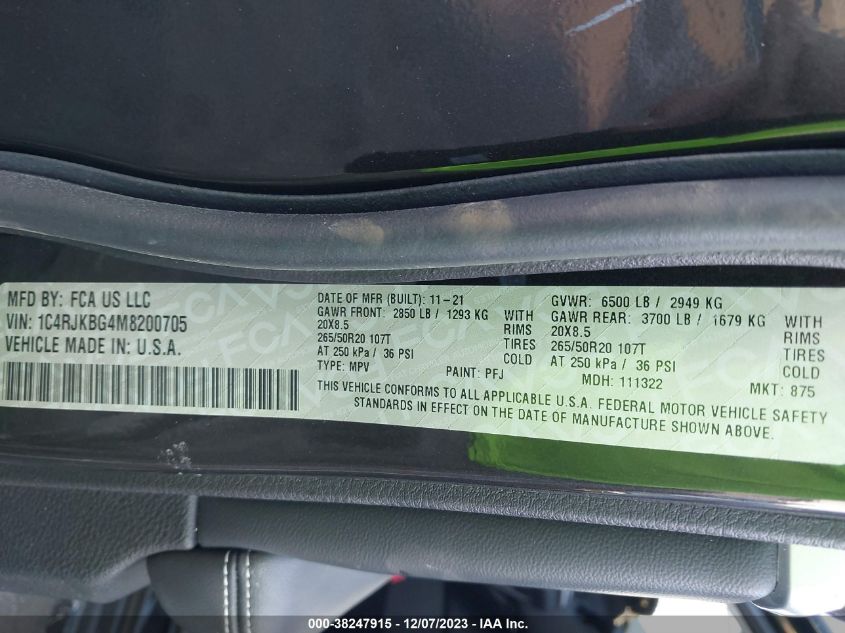 MFD BY: FCA US LLC
VIN: 1C4RJKBG4M8200705
VEHICLE MADE IN: U.S.A.
DATE OF MFR (BUILT): 11-21
GAWR FRONT: 2850 LB / 1293 KG WITH
20X8.5 RIMS
265/50R20 107T TIRES
AT 250 kPa / 36 PSI COLD
TYPE: MPV PAINT: PFJ
GVWR: 6500 LB / 2949 KG
GAWR REAR: 3700 LB / 1679 KG WITH
20X8.5 RIMS
265/50R20 107T TIRES
AT 250 kPa / 36 PSI COLD
MDH: 111322 MKT: 875
THIS VEHICLE CONFORMS TO ALL APPLICABLE U.S.A. FEDERAL MOTOR VEHICLE SAFETY
STANDARDS IN EFFECT ON THE DATE OF MANUFACTURE SHOWN ABOVE.
000-38247915 - 12/07/2023 - IAA Inc.